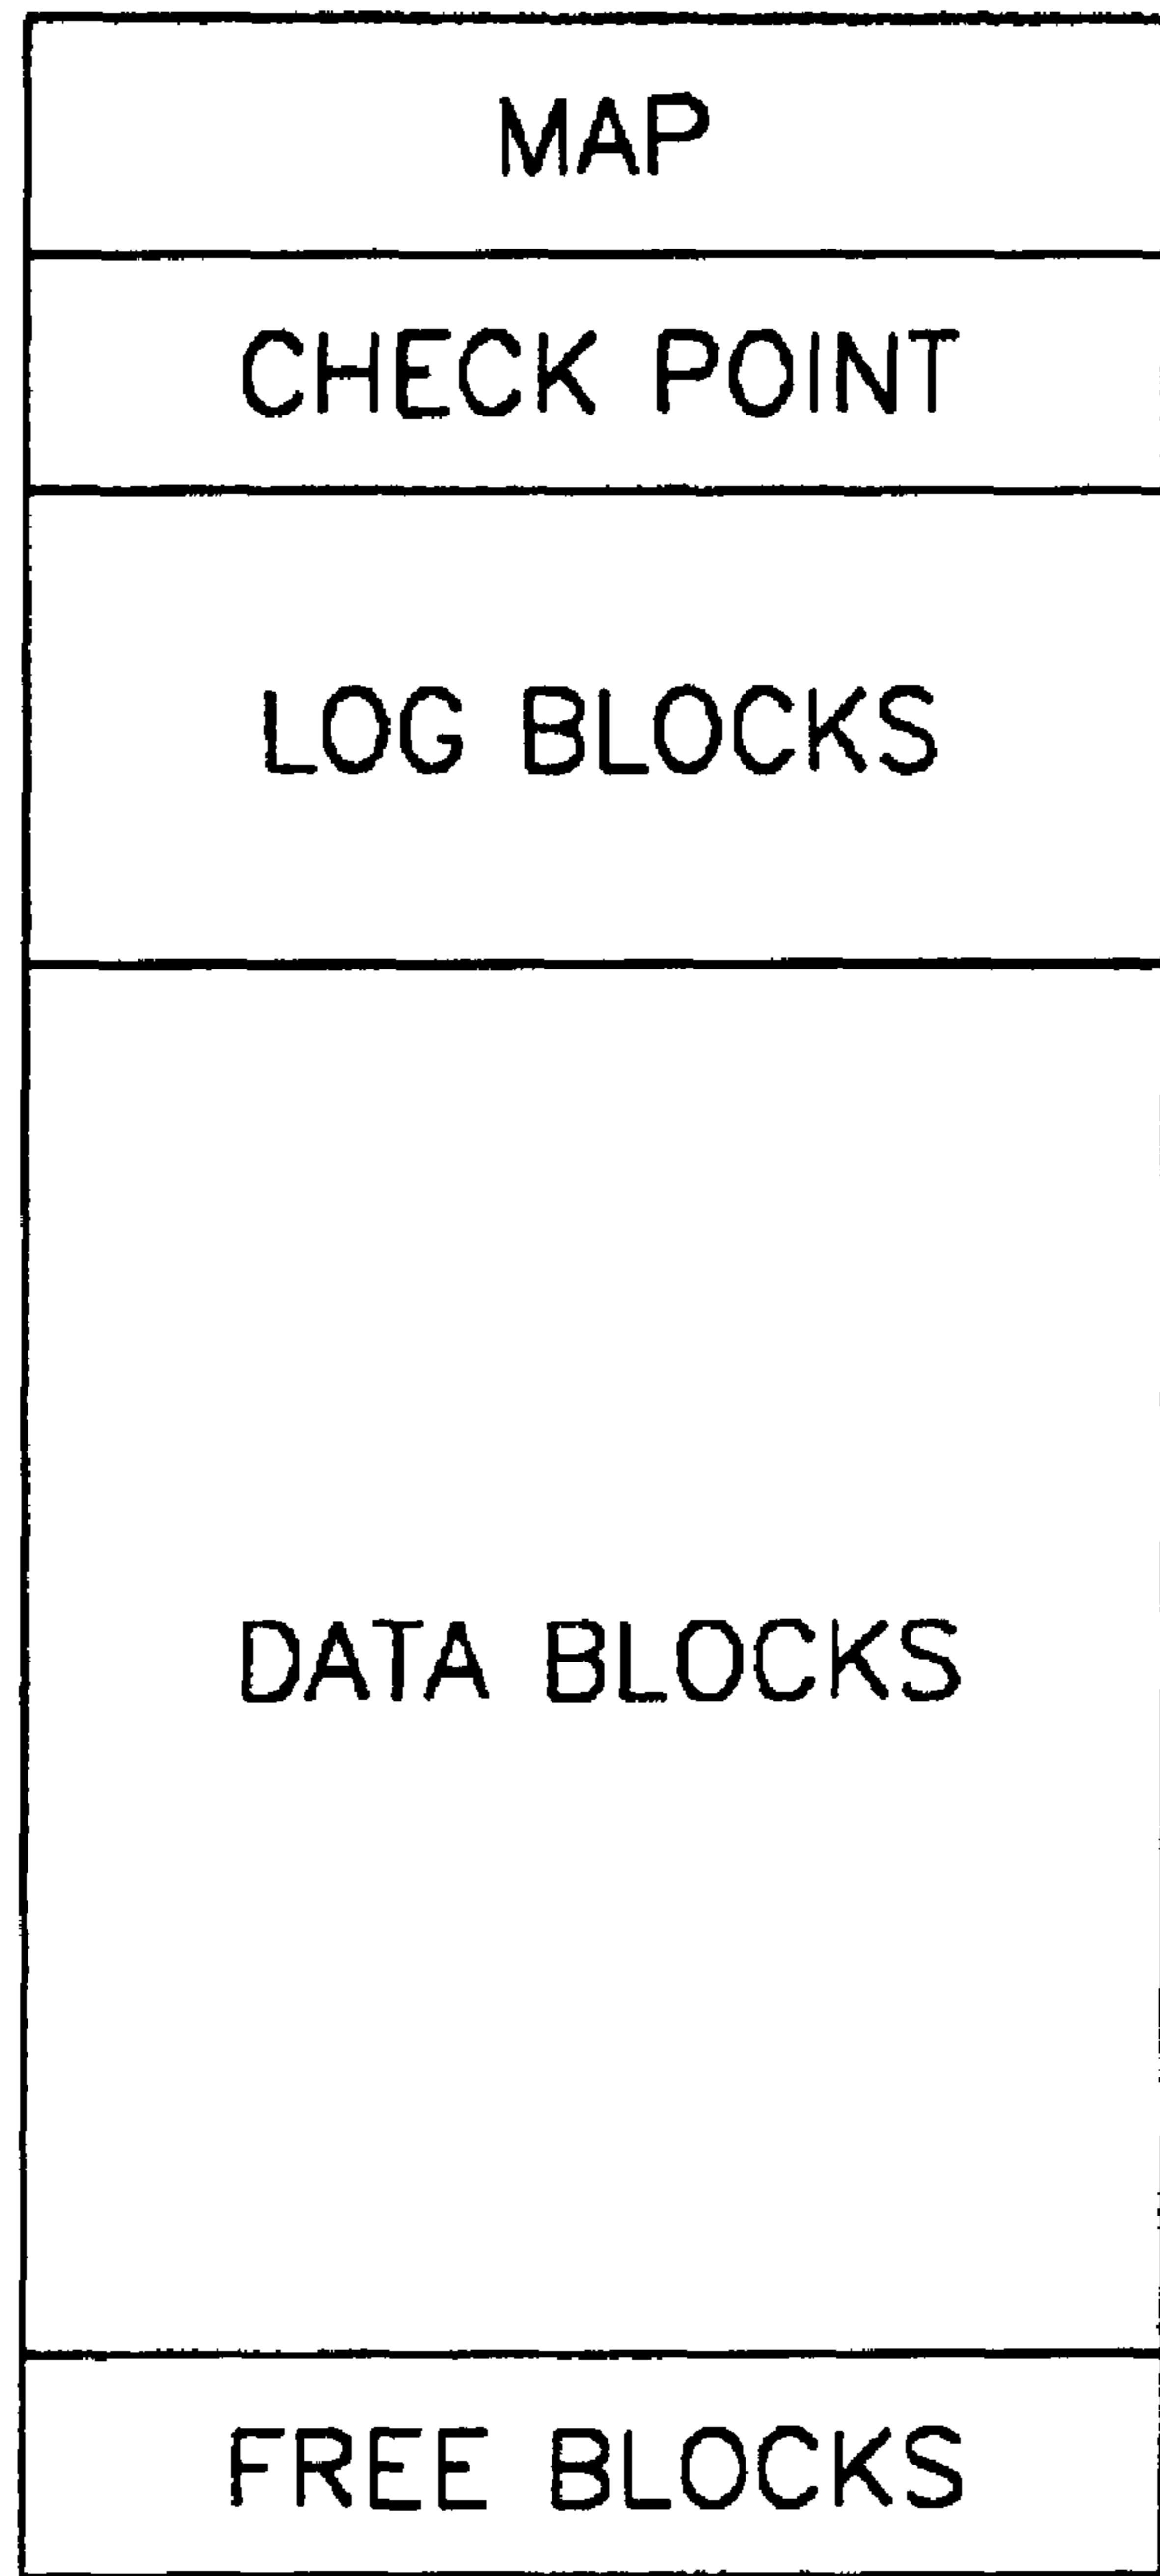 MAP
CHECK POINT
LOG BLOCKS
DATA BLOCKS
FREE BLOCKS